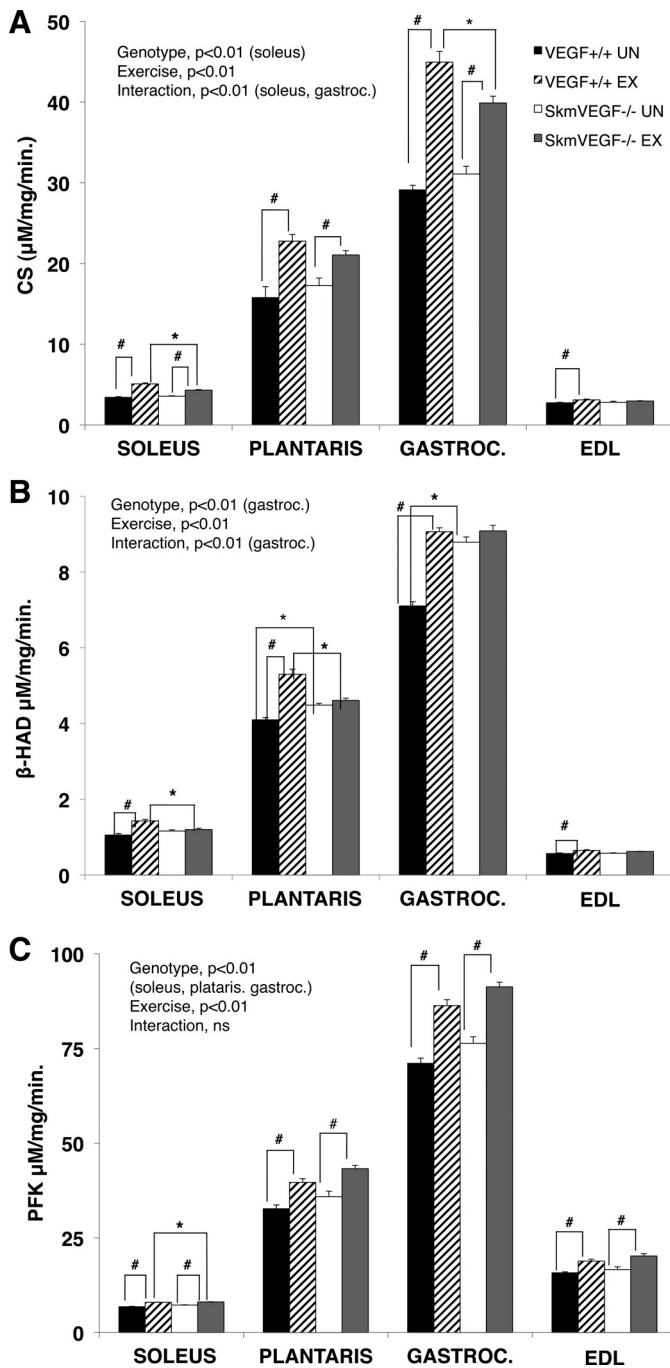 A
50
40
30
20
10
0
CS (µM/mg/min.)
Genotype, p<0.01 (soleus)
Exercise, p<0.01
Interaction, p<0.01 (soleus, gastroc.)
VEGF+/+ UN
VEGF+/+ EX
SkmVEGF-/- UN
SkmVEGF-/- EX
# * #
# #
# * #
#
SOLEUS PLANTARIS GASTROC. EDL
B
10
8
6
4
2
0
β-HAD µM/mg/min.
Genotype, p<0.01 (gastroc.)
Exercise, p<0.01
Interaction, p<0.01 (gastroc.)
# *
* # *
# *
#
SOLEUS PLANTARIS GASTROC. EDL
C
100
75
50
25
0
PFK µM/mg/min.
Genotype, p<0.01
(soleus, plataris. gastroc.)
Exercise, p<0.01
Interaction, ns
# * #
# #
# #
# #
SOLEUS PLANTARIS GASTROC. EDL